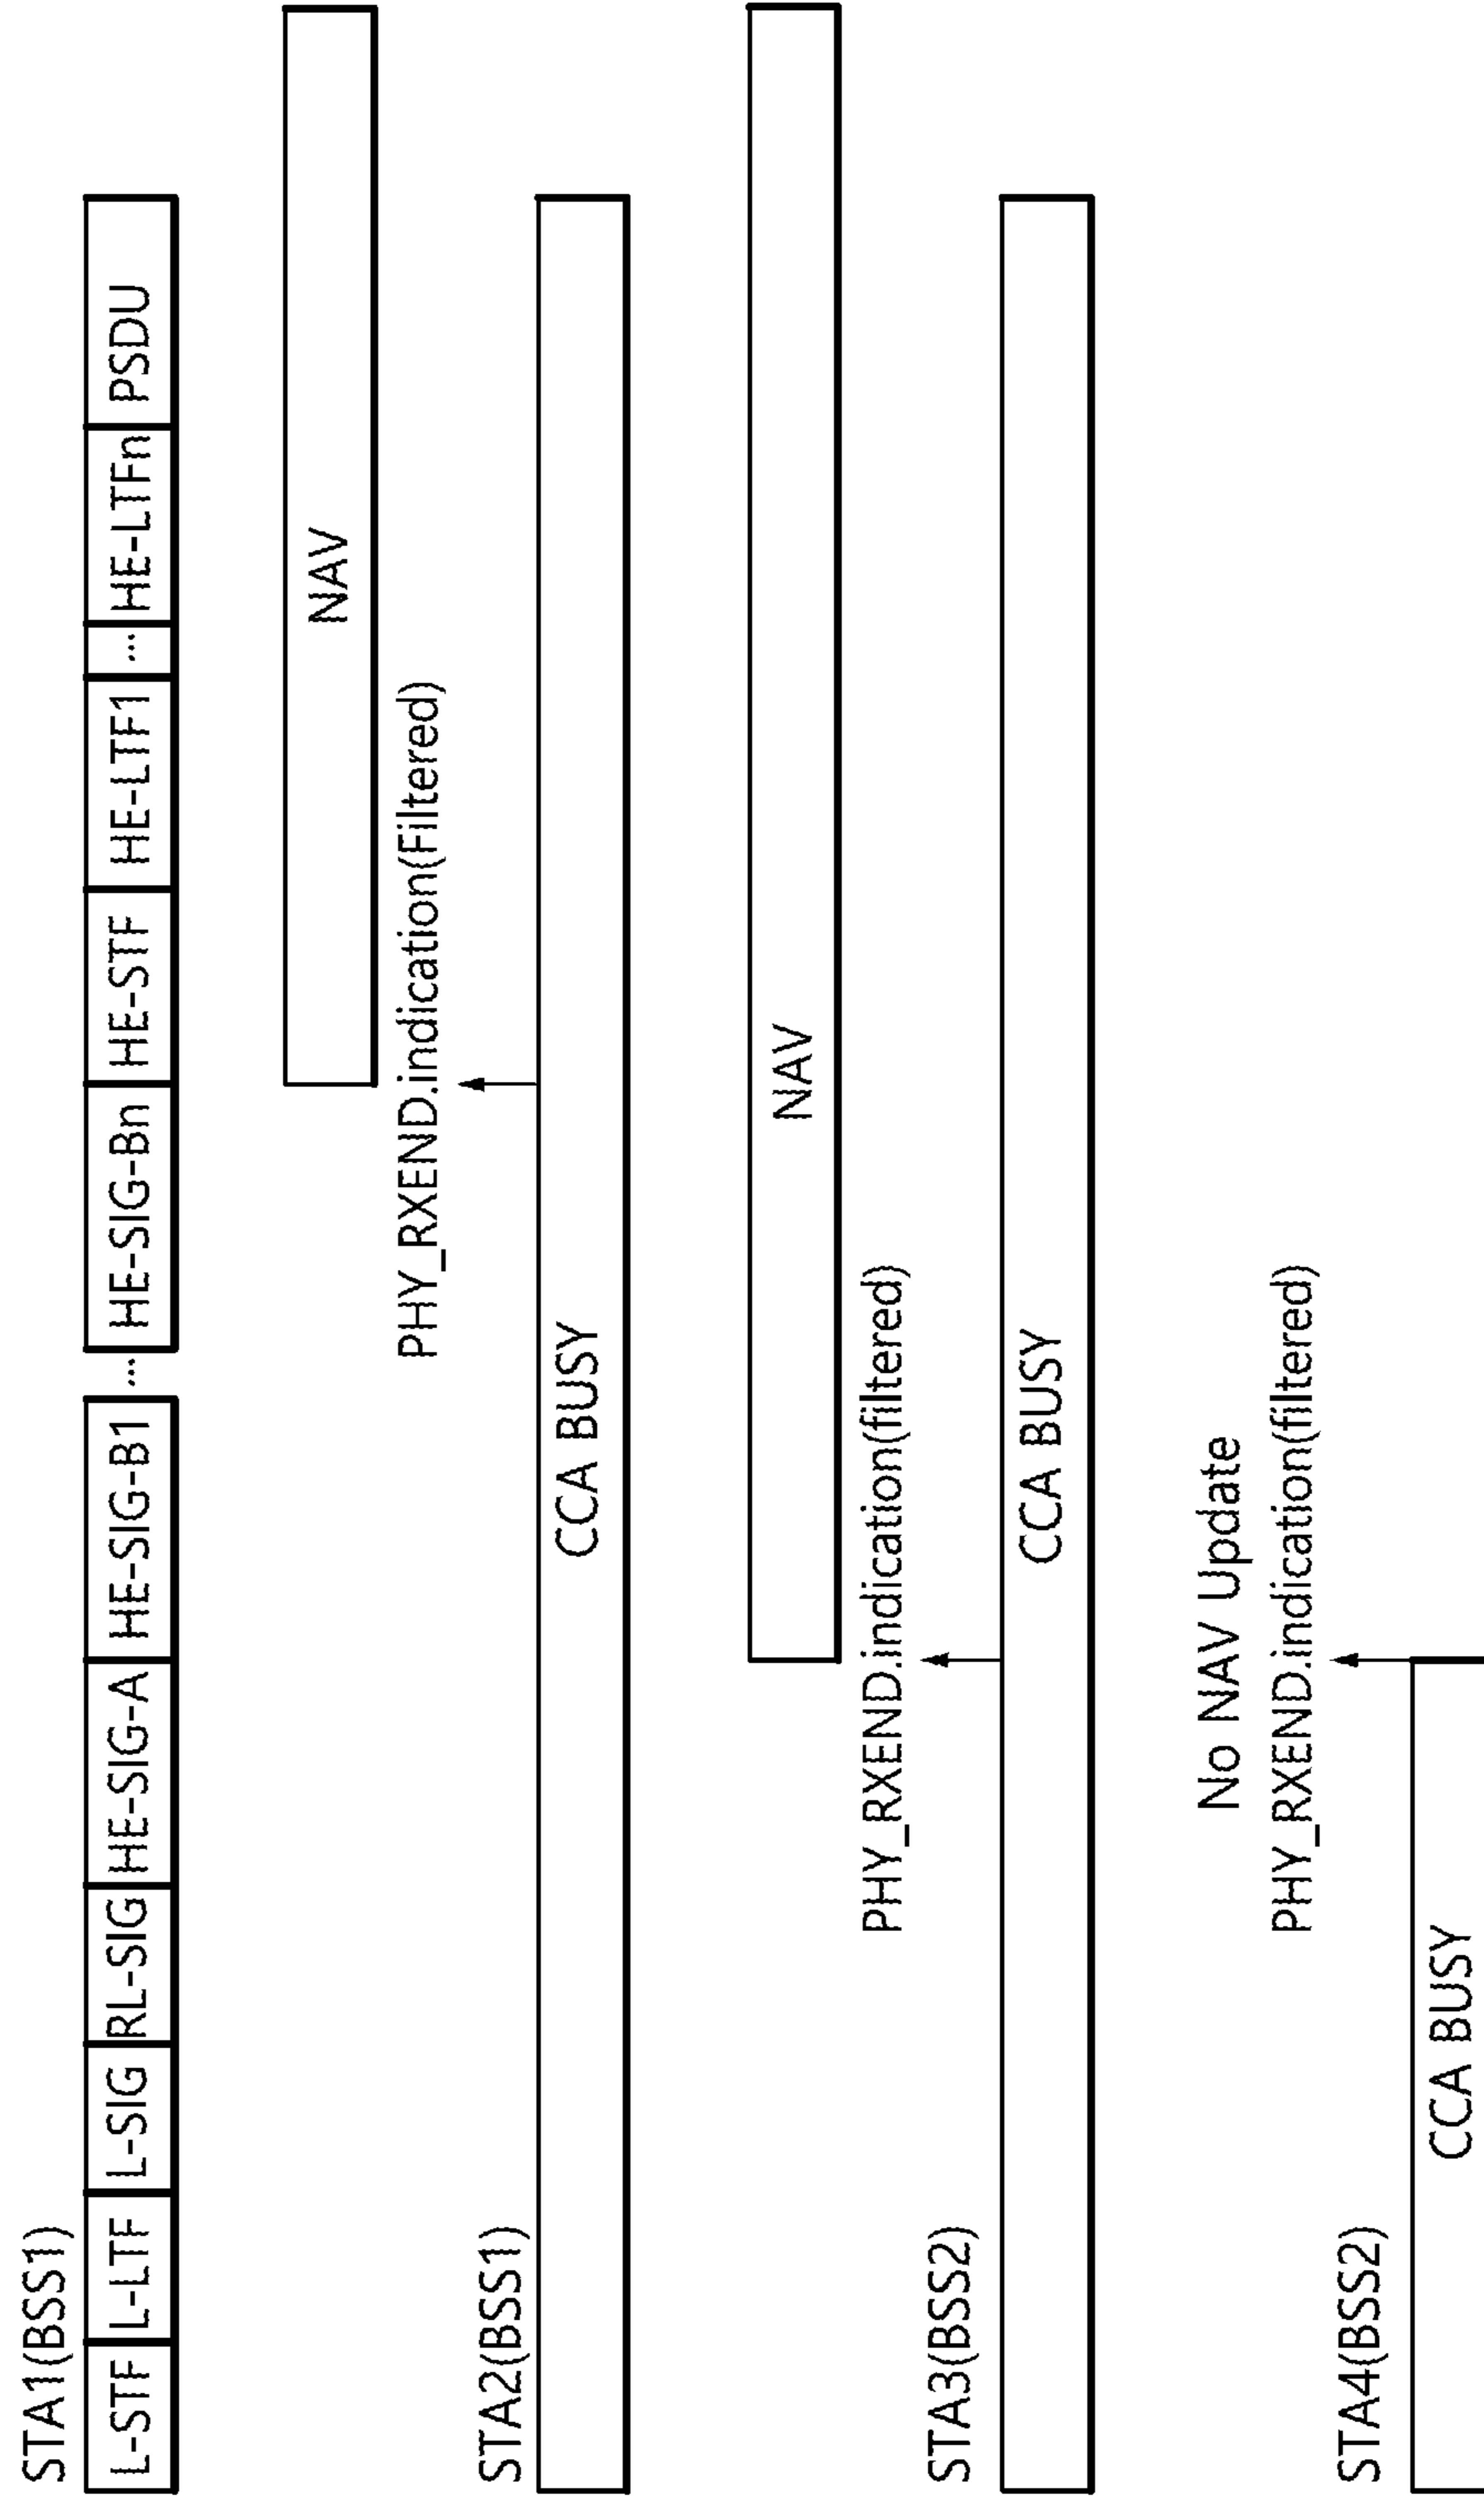 STA1(BSS1)
L-STF L-LTF L-SIG RL-SIG HE-SIG-A HE-SIG-B1 ... HE-SIG-Bn HE-STF HE-LTF1 ... HE-LTFn PSDU
NAV
PHY_RXEND.indication(Filtered)
STA2(BSS1)
CCA BUSY
NAV
PHY_RXEND.indication(filtered)
STA3(BSS2)
CCA BUSY
No NAV Update
PHY_RXEND.indication(filtered)
STA4(BSS2)
CCA BUSY